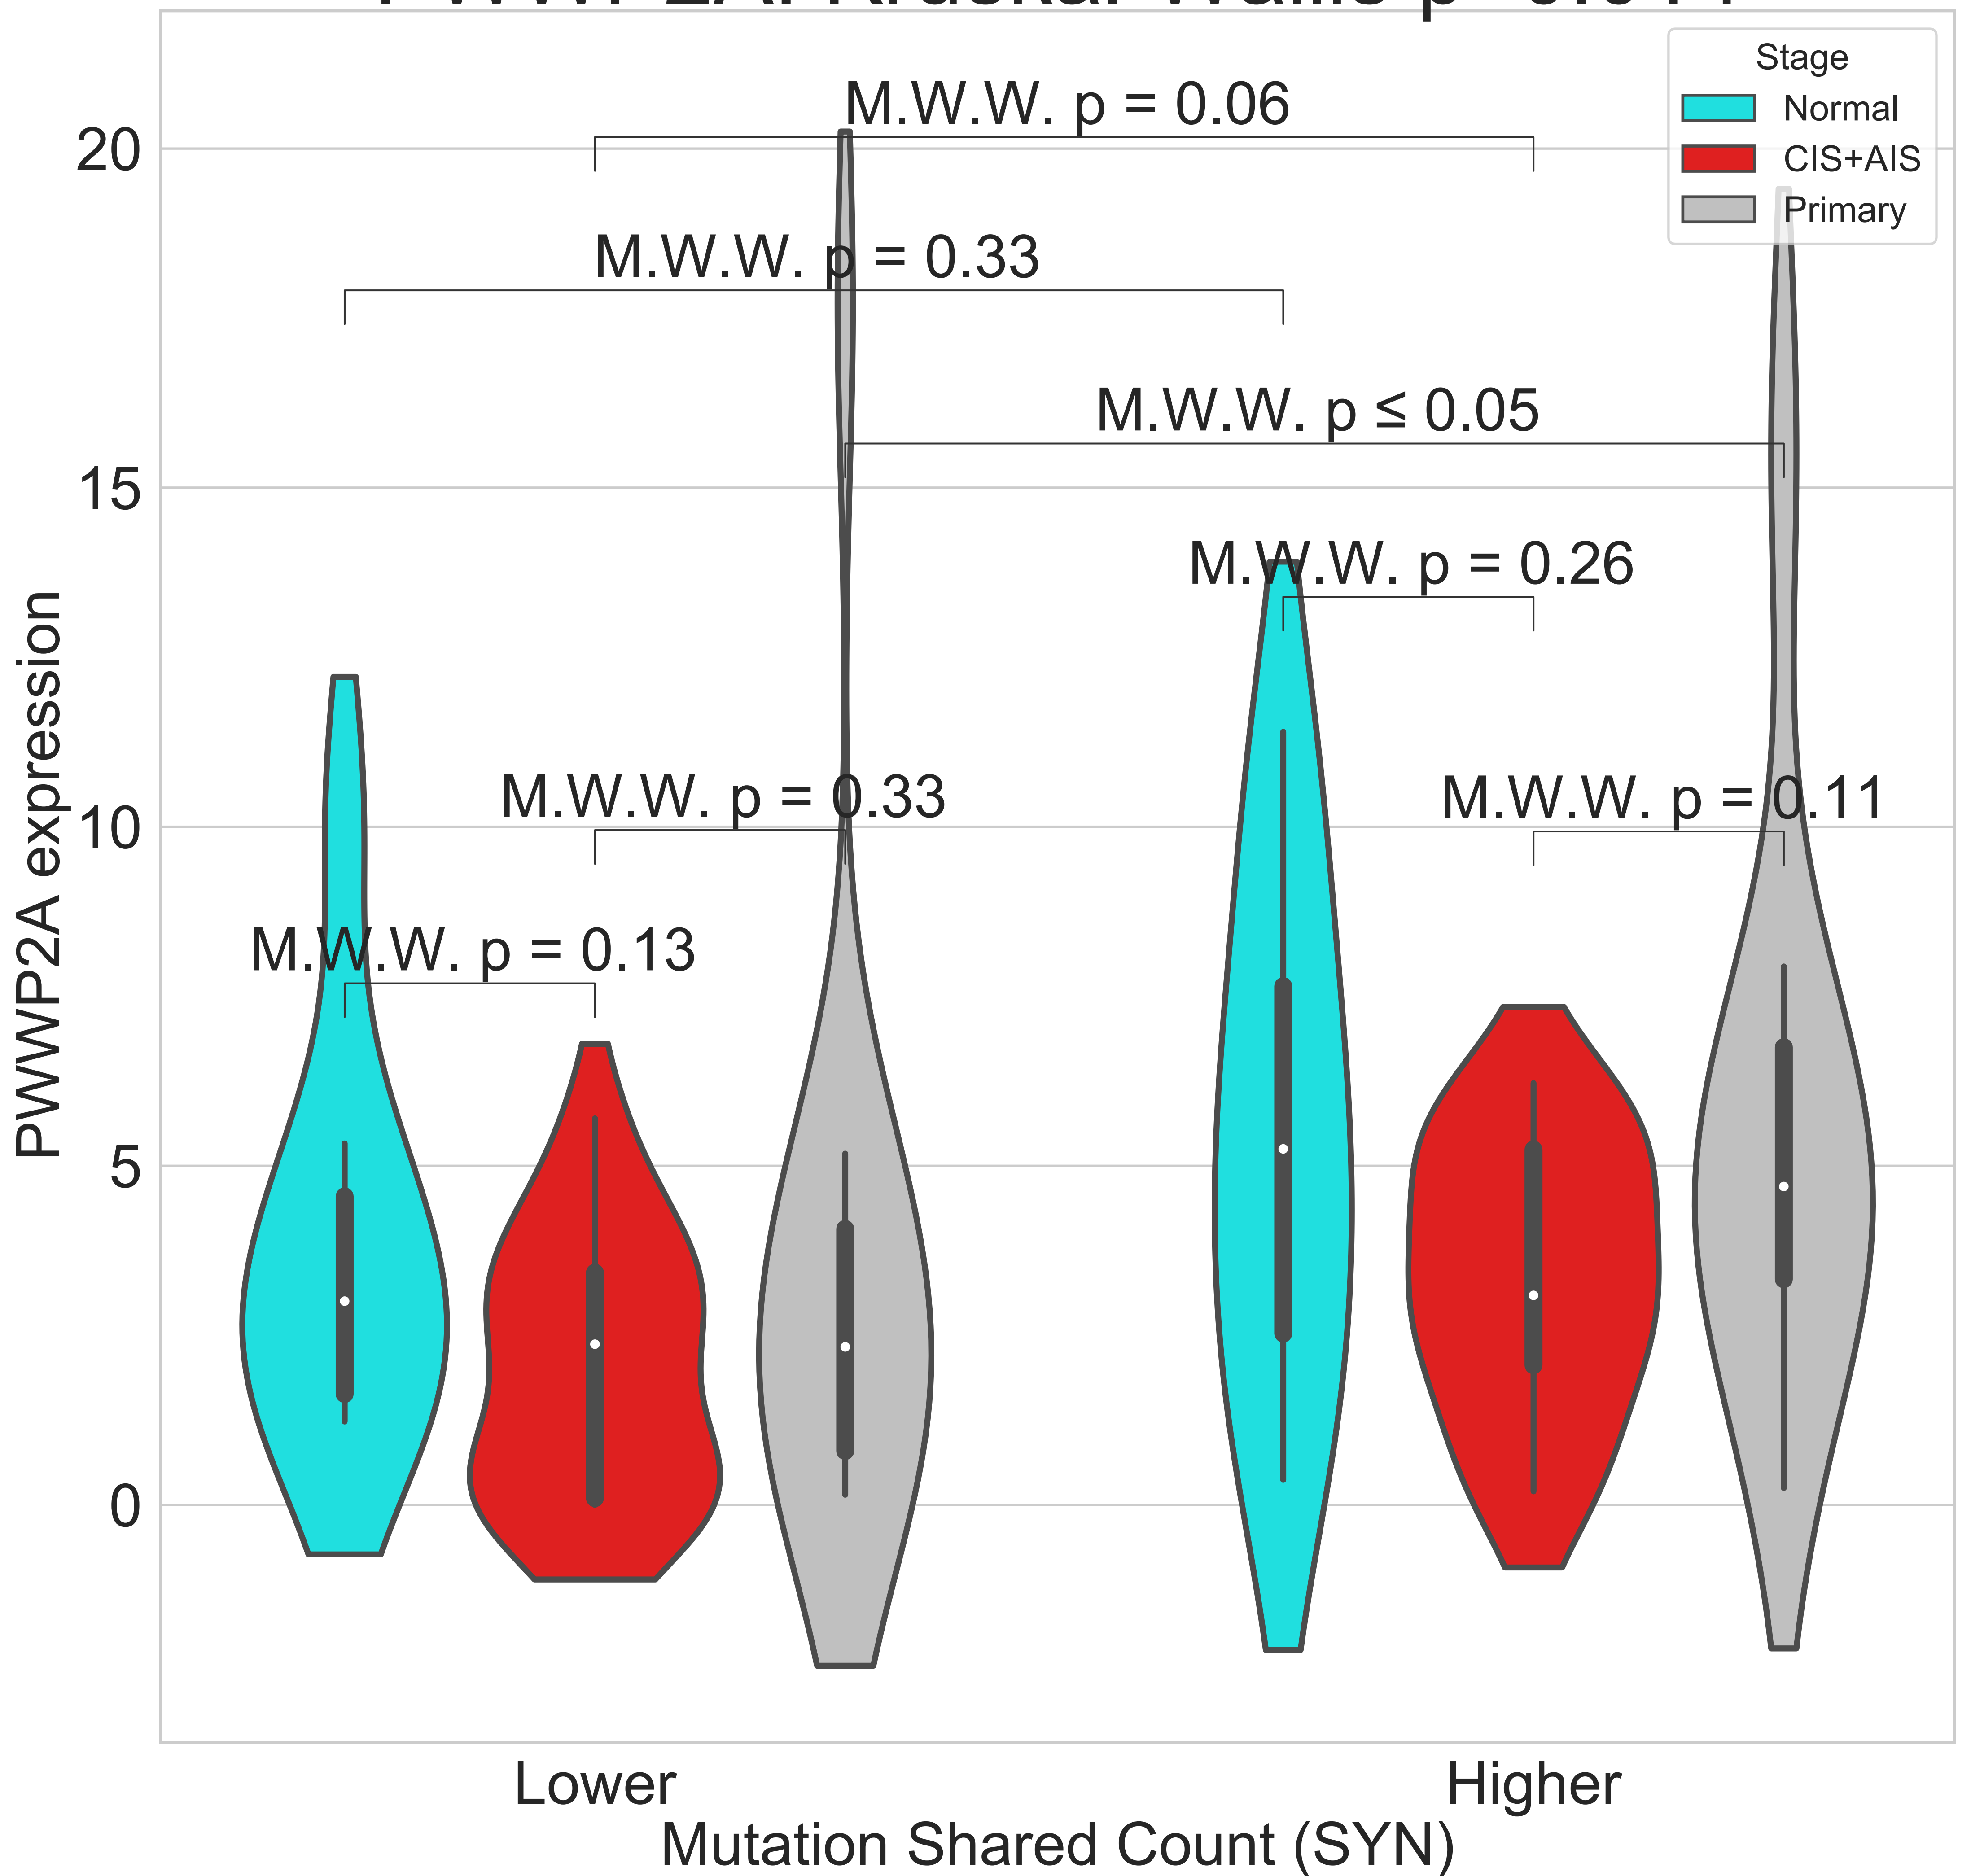 Stage
Normal
CIS+AIS
Primary
M.W.W. p = 0.06
M.W.W. p = 0.33
M.W.W. p ≤ 0.05
M.W.W. p = 0.26
M.W.W. p = 0.33
M.W.W. p = 0.11
M.W.W. p = 0.13
20
15
10
5
0
PWWP2A expression
Lower
Higher
Mutation Shared Count (SYN)